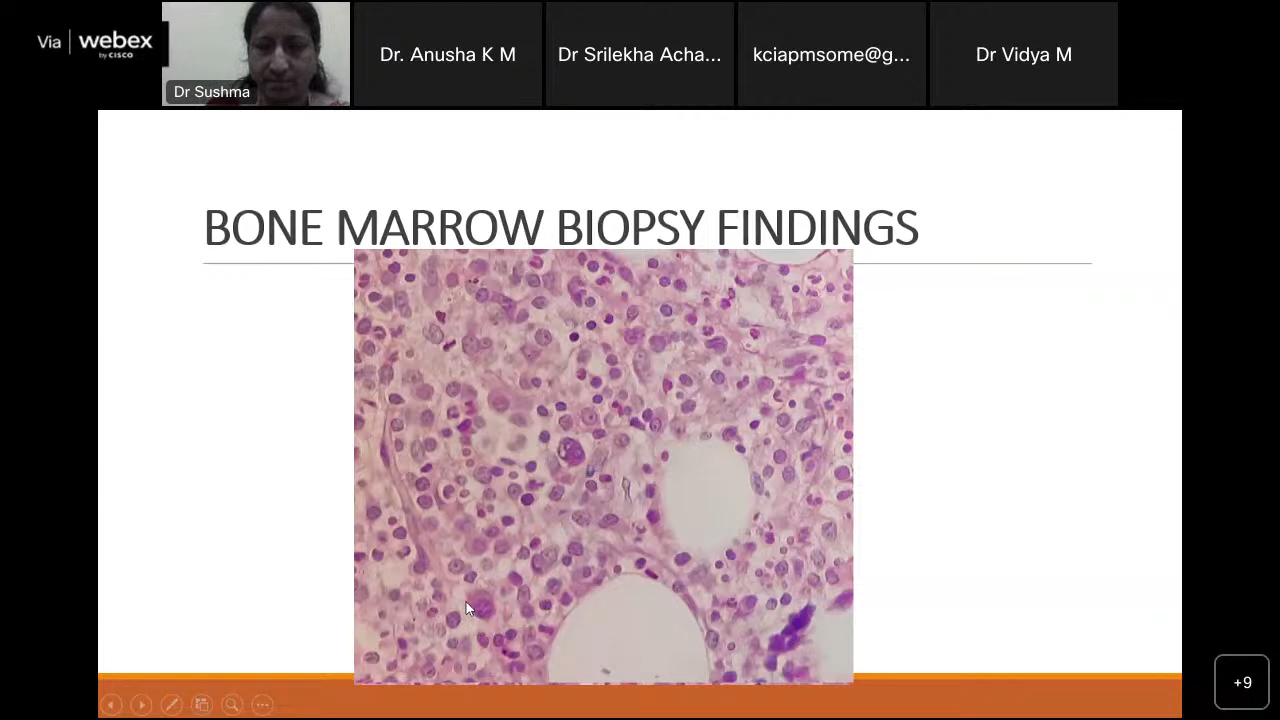 Via webex
by CISCO
Dr Sushma
Dr. Anusha K M
Dr Srilekha Acha...
kciapmsome@g...
Dr Vidya M
BONE MARROW BIOPSY FINDINGS
+9